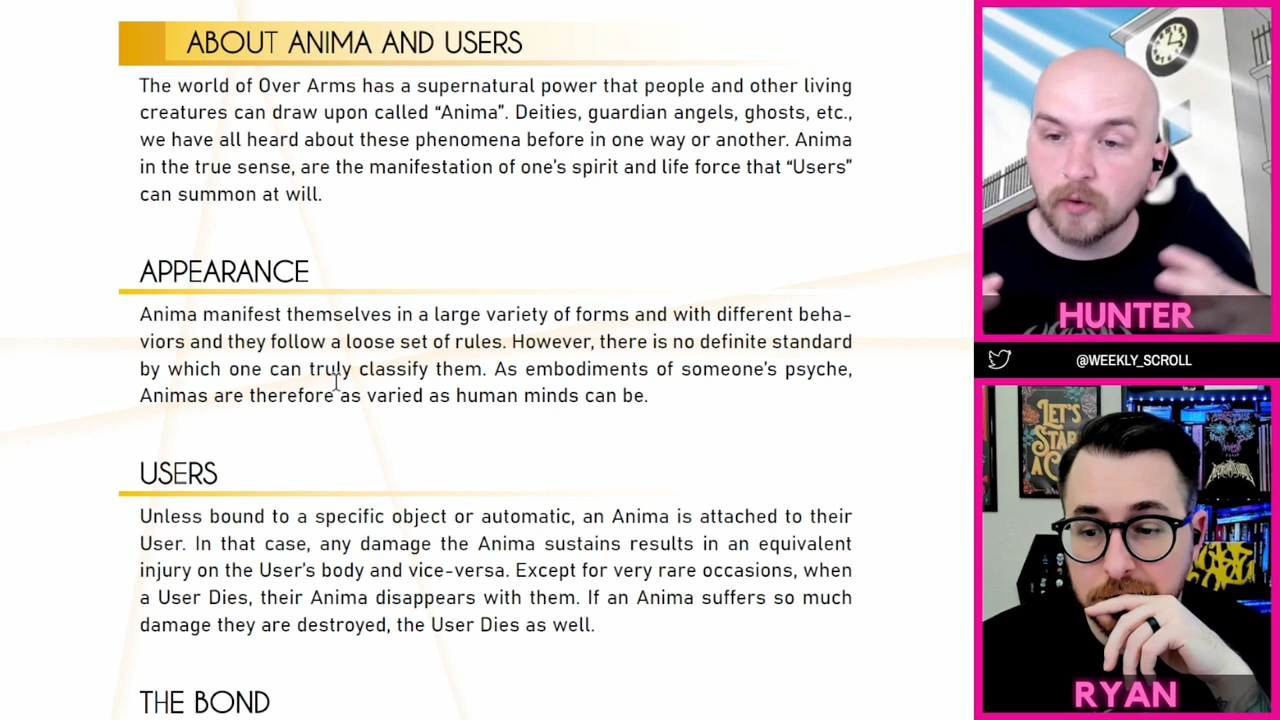 ABOUT ANIMA AND USERS
The world of Over Arms has a supernatural power that people and other living
creatures can draw upon called “Anima”. Deities, guardian angels, ghosts, etc.,
we have all heard about these phenomena before in one way or another. Anima
in the true sense, are the manifestation of one’s spirit and life force that “Users”
can summon at will.
APPEARANCE
Anima manifest themselves in a large variety of forms and with different beha-
viors and they follow a loose set of rules. However, there is no definite standard
by which one can truly classify them. As embodiments of someone’s psyche,
Animas are therefore as varied as human minds can be.
USERS
Unless bound to a specific object or automatic, an Anima is attached to their
User. In that case, any damage the Anima sustains results in an equivalent
injury on the User’s body and vice-versa. Except for very rare occasions, when
a User Dies, their Anima disappears with them. If an Anima suffers so much
damage they are destroyed, the User Dies as well.
THE BOND
HUNTER
@WEEKLY_SCROLL
LET'S
START
A
RYAN